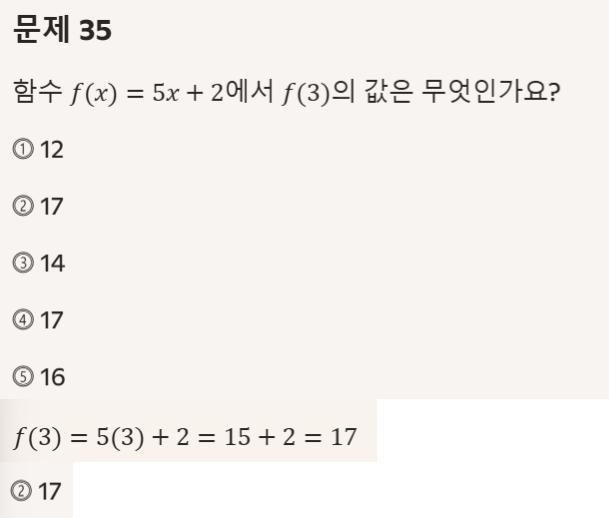 문제 35
함수 f(x) = 5x + 2에서 f(3)의 값은 무엇인가요?
① 12
② 17
③ 14
④ 17
⑤ 16
f(3) = 5(3) + 2 = 15 + 2 = 17
② 17